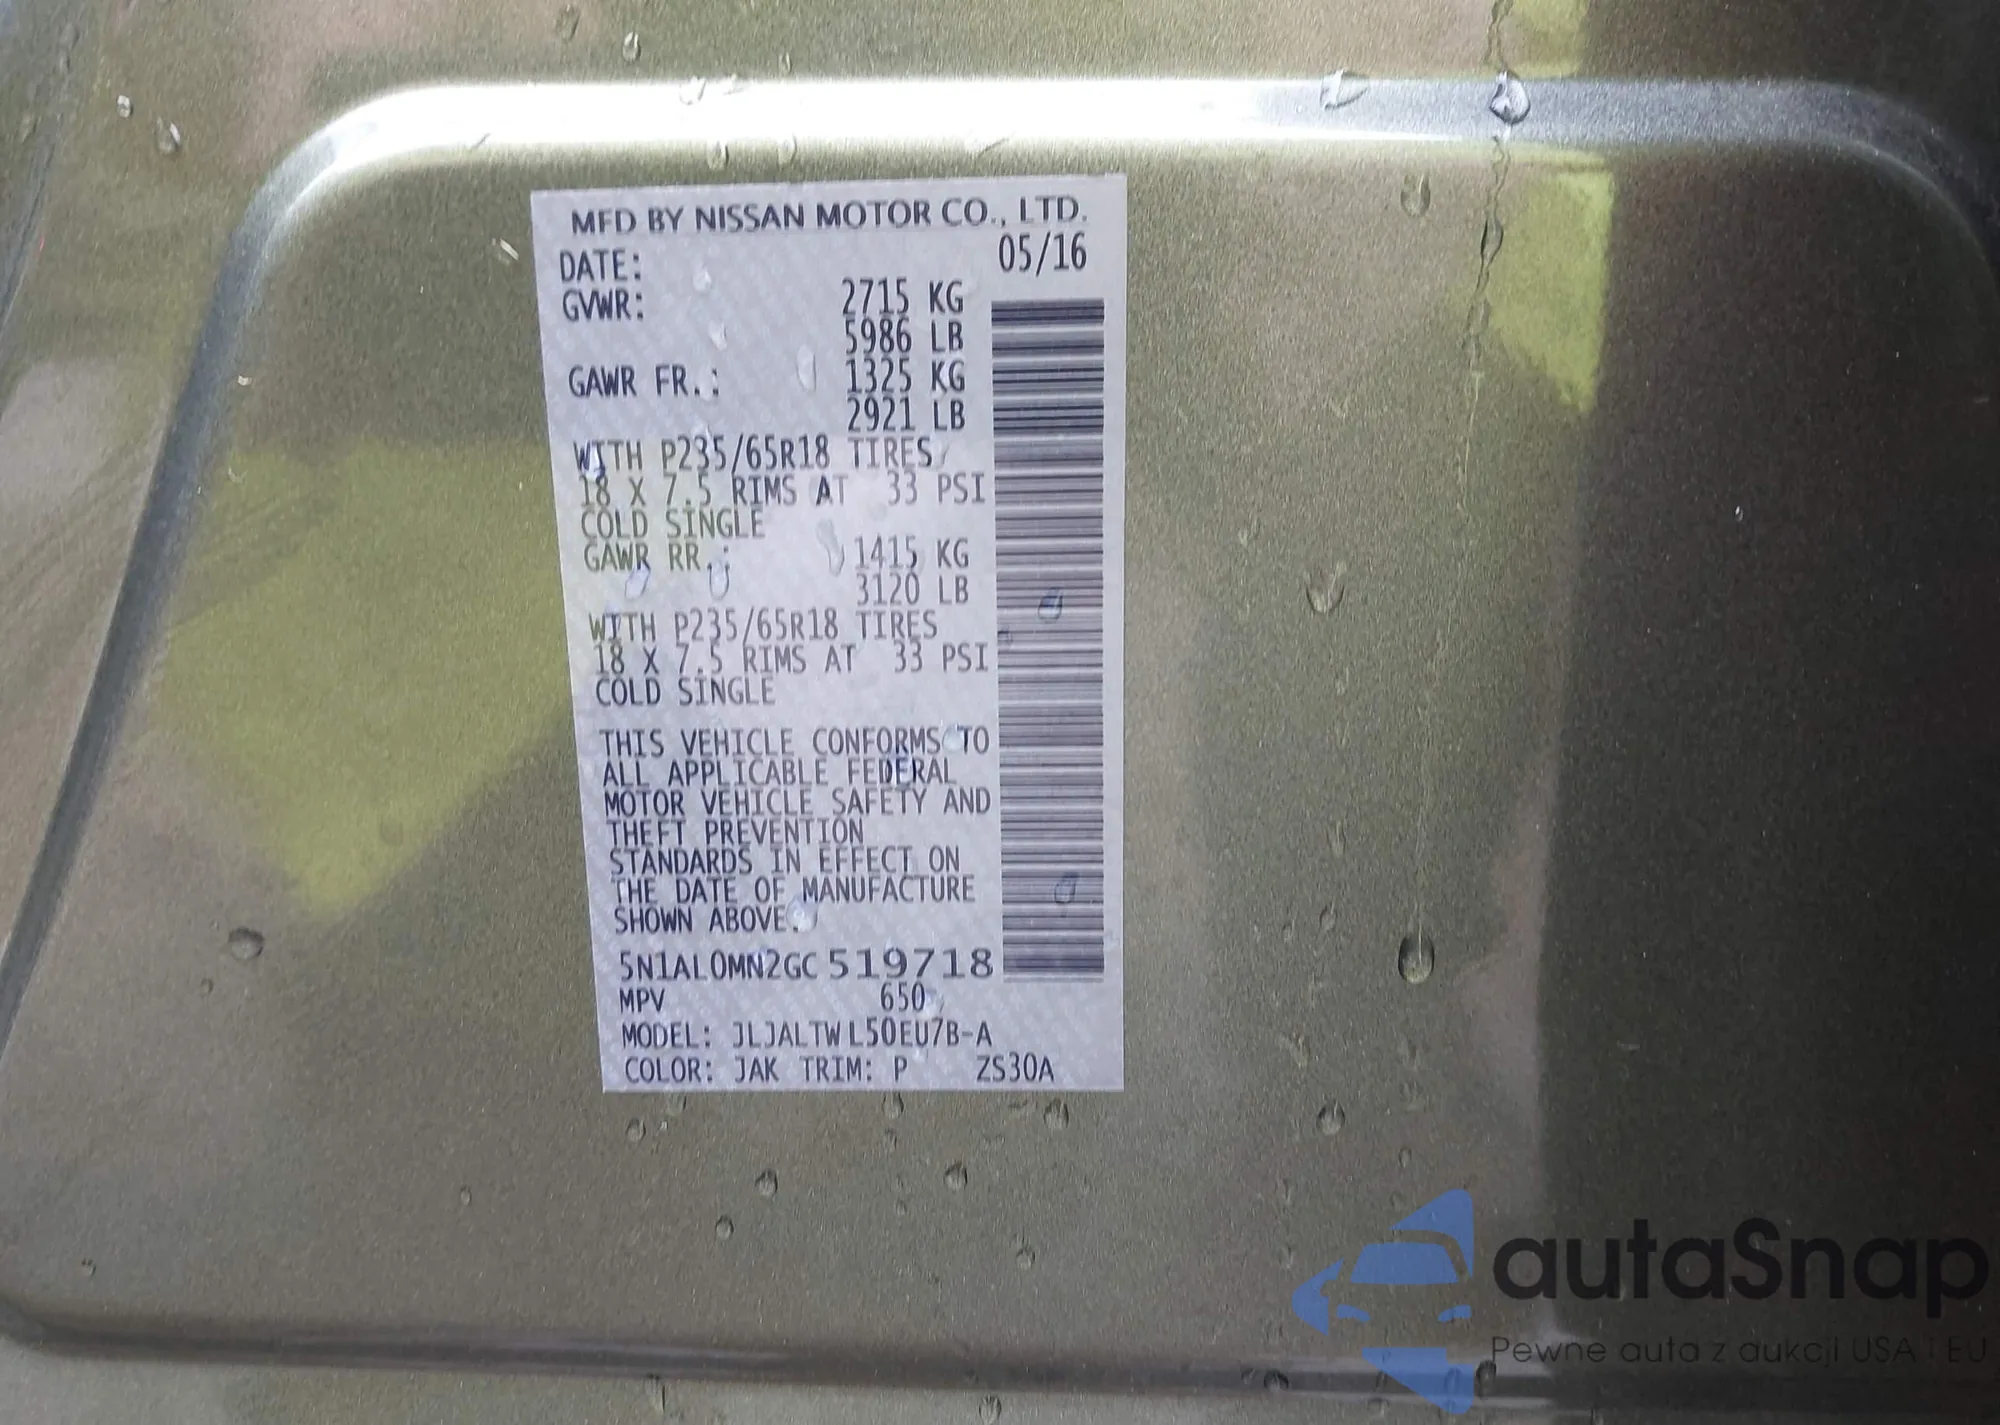 MFD BY NISSAN MOTOR CO., LTD.
DATE: 05/16
GVWR: 2715 KG
5986 LB
GAWR FR.: 1325 KG
2921 LB
WITH P235/65R18 TIRES
18 X 7.5 RIMS AT 33 PSI
COLD SINGLE
GAWR RR.: 1415 KG
3120 LB
WITH P235/65R18 TIRES
18 X 7.5 RIMS AT 33 PSI
COLD SINGLE
THIS VEHICLE CONFORMS TO
ALL APPLICABLE FEDERAL
MOTOR VEHICLE SAFETY AND
THEFT PREVENTION
STANDARDS IN EFFECT ON
THE DATE OF MANUFACTURE
SHOWN ABOVE.
5N1AL0MN2GC519718
MPV 650
MODEL: JLJALTWL50EU7B-A
COLOR: JAK TRIM: P ZS30A
autaSnap
Pewne auta z aukcji USA i EU